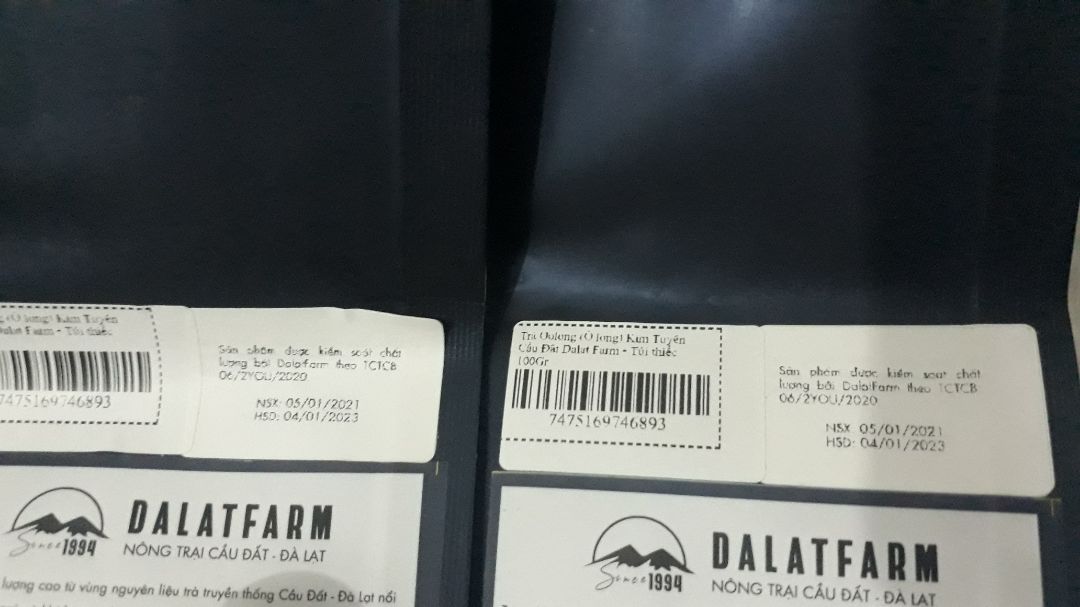 g (O long) Kim Tuyên
Dalat Farm - Túi thiếc
7475169746893
Sản phẩm được kiểm soát chất
lượng bởi DalatFarm theo TCTCB
06/2YOU/2020
NSX: 05/01/2021
HSD: 04/01/2023
DALATFARM
Since 1994
NÔNG TRẠI CẦU ĐẤT - ĐÀ LẠT
lượng cao từ vùng nguyên liệu trà truyền thống Cầu Đất - Đà Lạt nổi
Trà Oolong (O long) Kim Tuyên
Cầu Đất Dalat Farm - Túi thiếc
100Gr
7475169746893
Sản phẩm được kiểm soát chất
lượng bởi DalatFarm theo TCTCB
06/2YOU/2020
NSX: 05/01/2021
HSD: 04/01/2023
DALATFARM
Since 1994
NÔNG TRẠI CẦU ĐẤT - ĐÀ LẠT